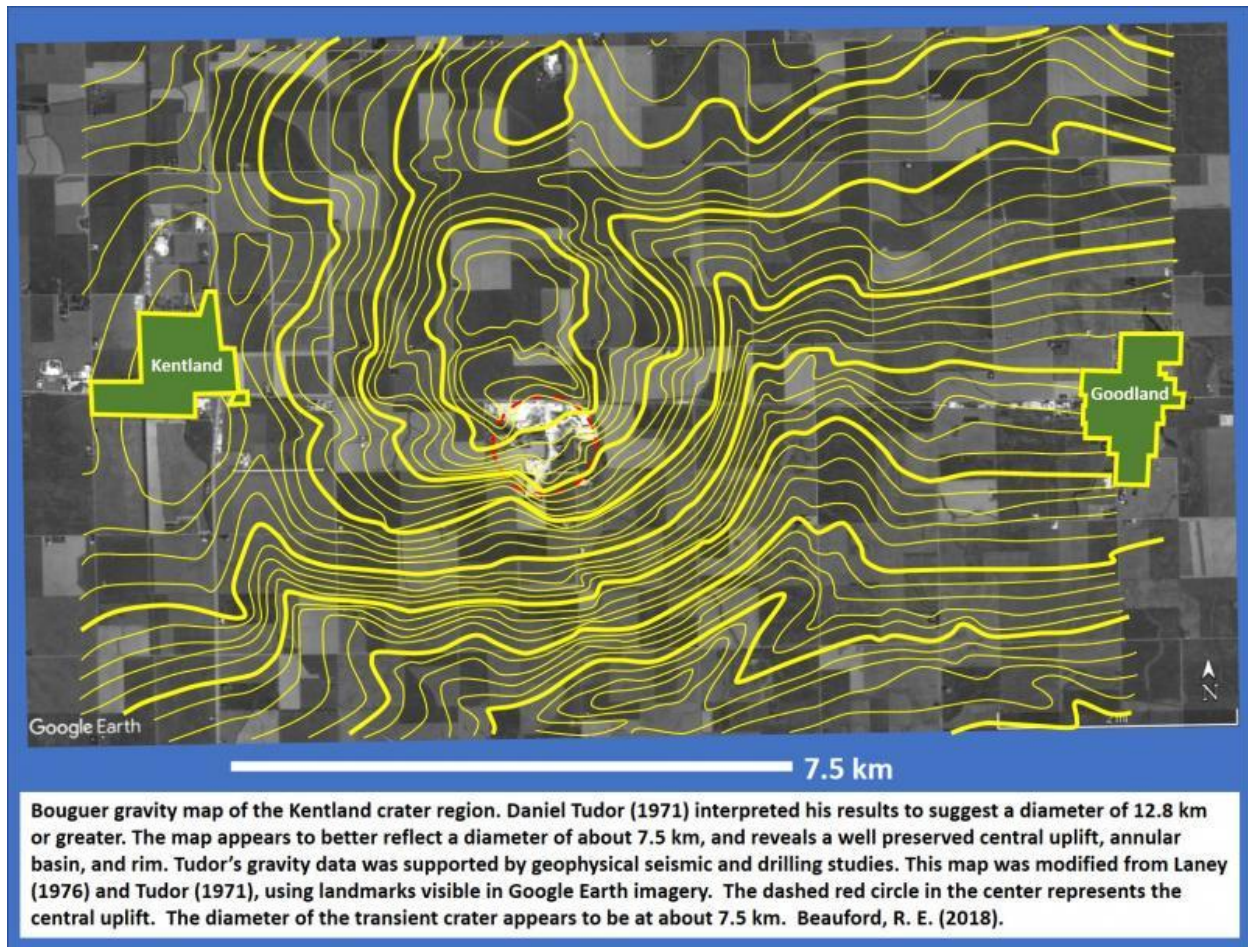 Kentland
Goodland
N
Google Earth
2 mi
7.5 km
Bouguer gravity map of the Kentland crater region. Daniel Tudor (1971) interpreted his results to suggest a diameter of 12.8 km
or greater. The map appears to better reflect a diameter of about 7.5 km, and reveals a well preserved central uplift, annular
basin, and rim. Tudor's gravity data was supported by geophysical seismic and drilling studies. This map was modified from Laney
(1976) and Tudor (1971), using landmarks visible in Google Earth imagery. The dashed red circle in the center represents the
central uplift. The diameter of the transient crater appears to be at about 7.5 km. Beauford, R. E. (2018).